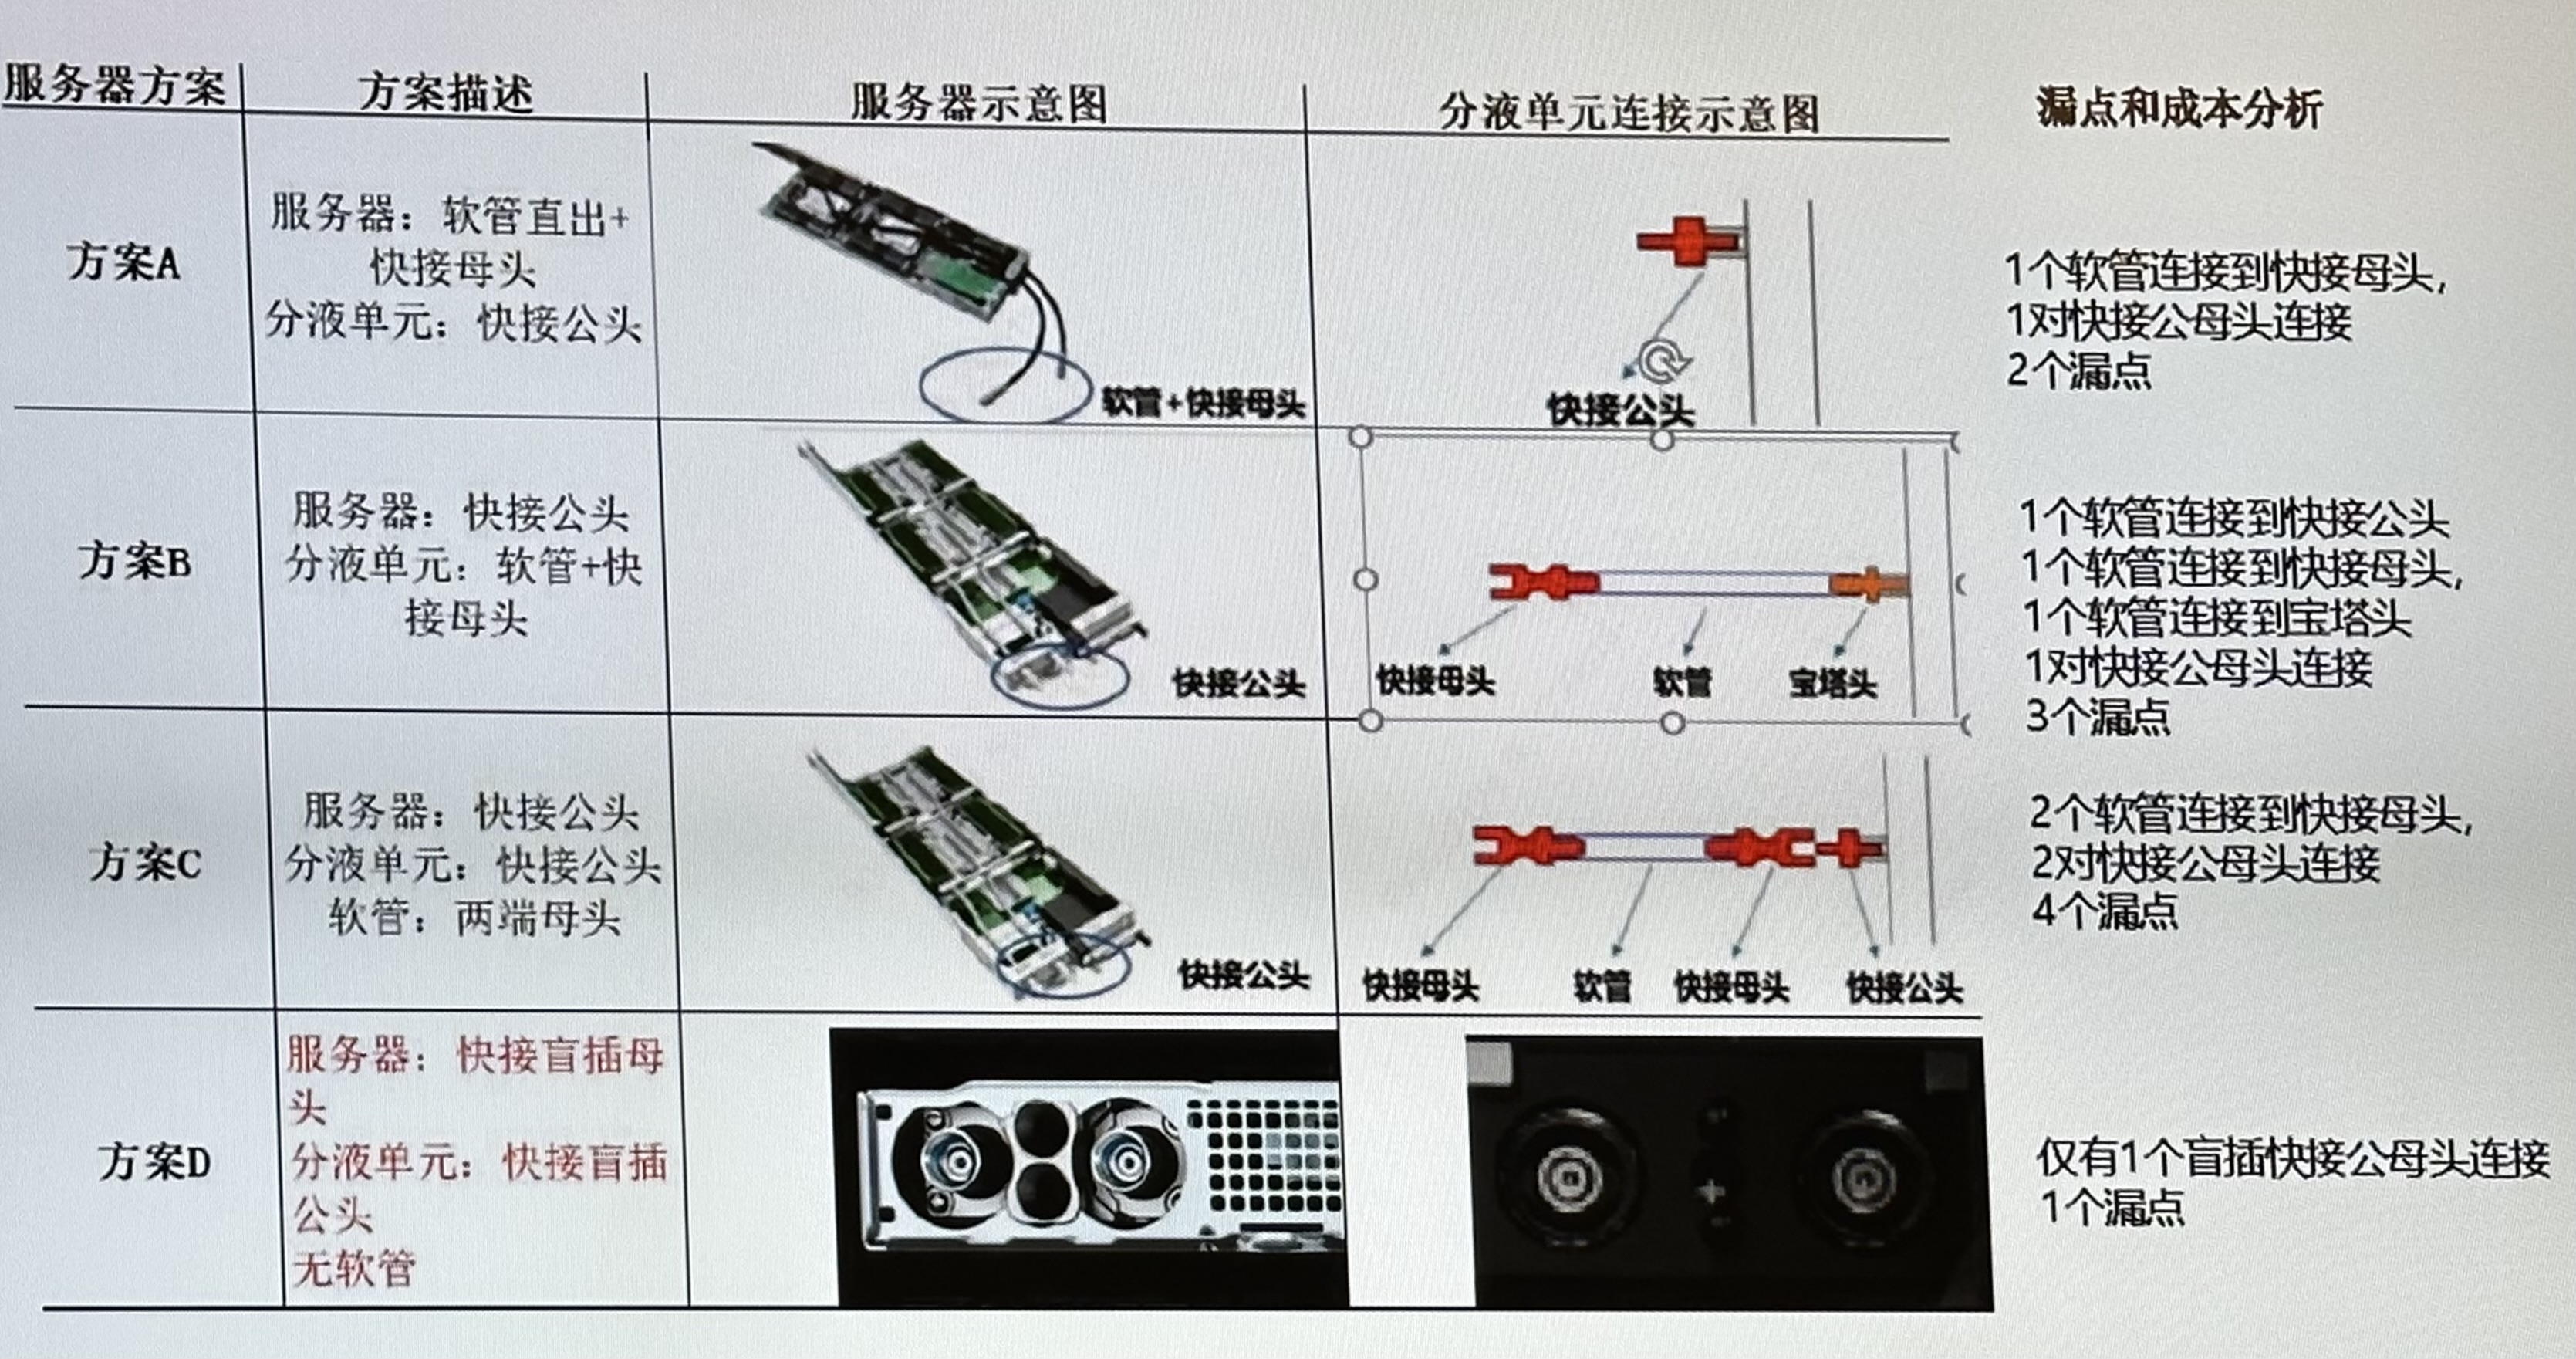 服务器方案
方案描述
服务器示意图
分液单元连接示意图
漏点和成本分析
方案A
服务器：软管直出+
快接母头
分液单元：快接公头
软管+快接母头
快接公头
1个软管连接到快接母头,
1对快接公母头连接
2个漏点
方案B
服务器：快接公头
分液单元：软管+快
接母头
快接公头
快接母头
软管
宝塔头
1个软管连接到快接公头
1个软管连接到快接母头,
1个软管连接到宝塔头
1对快接公母头连接
3个漏点
方案C
服务器：快接公头
分液单元：快接公头
软管：两端母头
快接公头
快接母头
软管
快接母头
快接公头
2个软管连接到快接母头,
2对快接公母头连接
4个漏点
方案D
服务器：快接盲插母
头
分液单元：快接盲插
公头
无软管
仅有1个盲插快接公母头连接
1个漏点